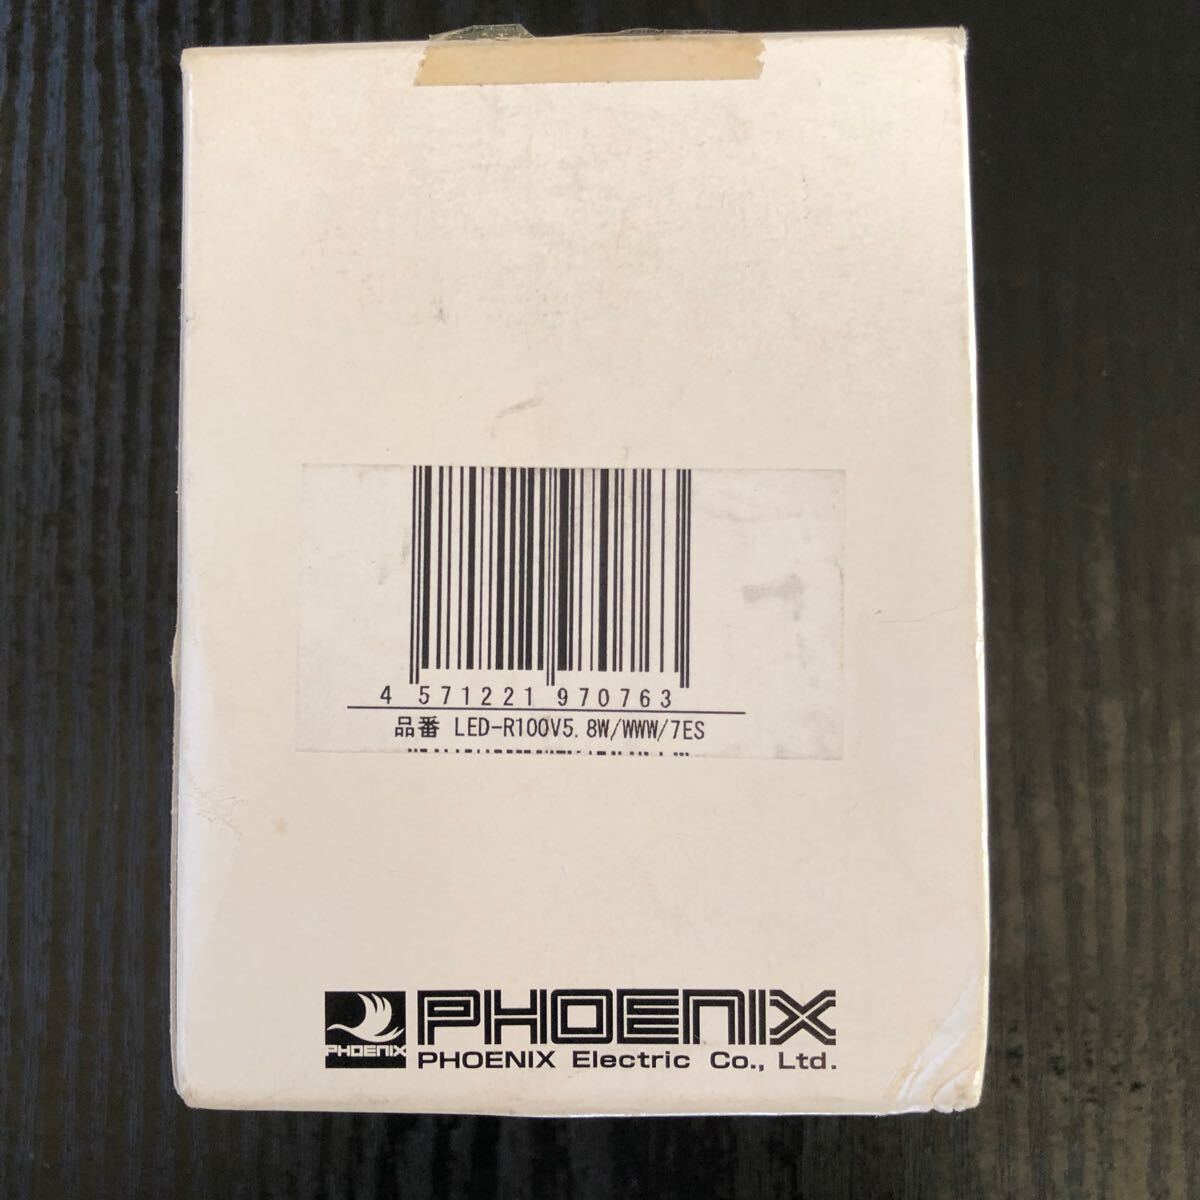 4 571221 970763
品番 LED-R100V5.8W/WWW/7ES
PHOENIX
PHOENIX
PHOENIX Electric Co., Ltd.